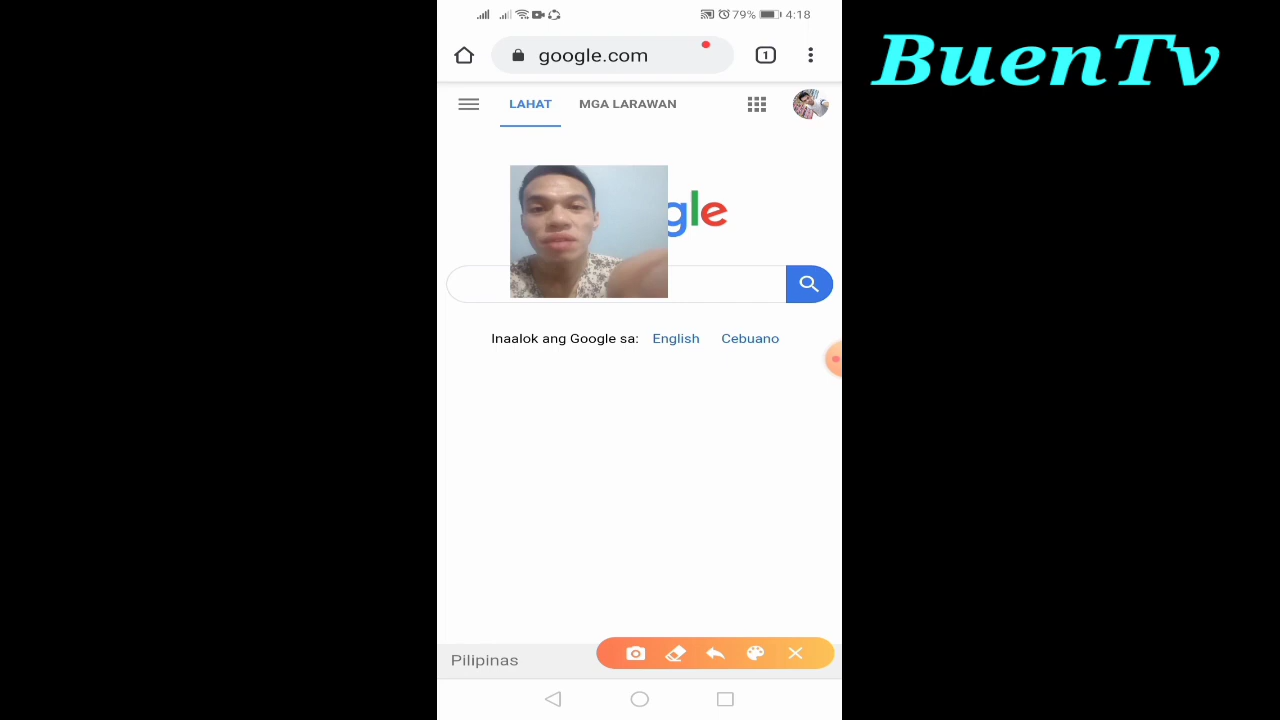 79% 4:18
BuenTv
google.com 1
LAHAT MGA LARAWAN
gle
Inaalok ang Google sa: English Cebuano
Pilipinas